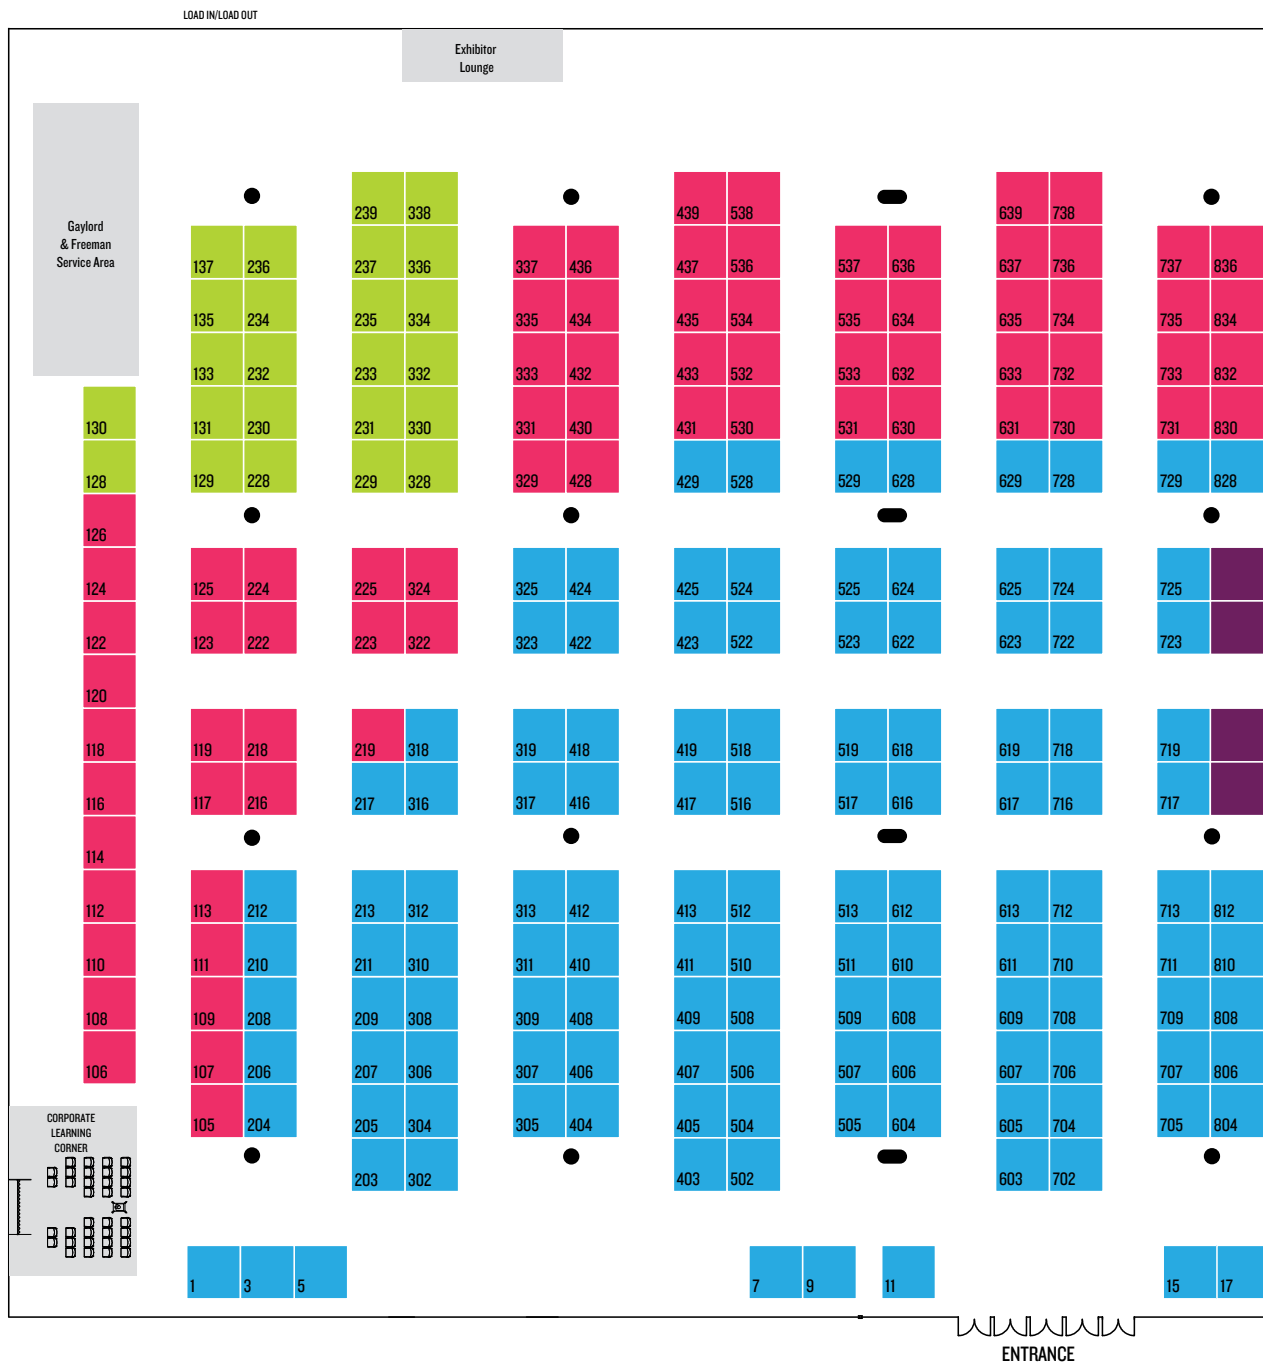 LOAD IN/LOAD OUT
Exhibitor
Lounge
Gaylord
& Freeman
Service Area
239 338 439 538 639 738
137 236 237 336 337 436 437 536 537 636 637 736 737 836
135 234 235 334 335 434 435 534 535 634 635 734 735 834
133 232 233 332 333 432 433 532 533 632 633 732 733 832
130 131 230 231 330 331 430 431 530 531 630 631 730 731 830
128 129 228 229 328 329 428 429 528 529 628 629 728 729 828
126
124 125 224 225 324 325 424 425 524 525 624 625 724 725
122 123 222 223 322 323 422 423 522 523 622 623 722 723
120
118 119 218 219 318 319 418 419 518 519 618 619 718 719
116 117 216 217 316 317 416 417 516 517 616 617 716 717
114
112 113 212 213 312 313 412 413 512 513 612 613 712 713 812
110 111 210 211 310 311 410 411 510 511 610 611 710 711 810
108 109 208 209 308 309 408 409 508 509 608 609 708 709 808
106 107 206 207 306 307 406 407 506 507 606 607 706 707 806
105 204 205 304 305 404 405 504 505 604 605 704 705 804
203 302 403 502 603 702
CORPORATE
LEARNING
CORNER
1 3 5 7 9 11 15 17
ENTRANCE